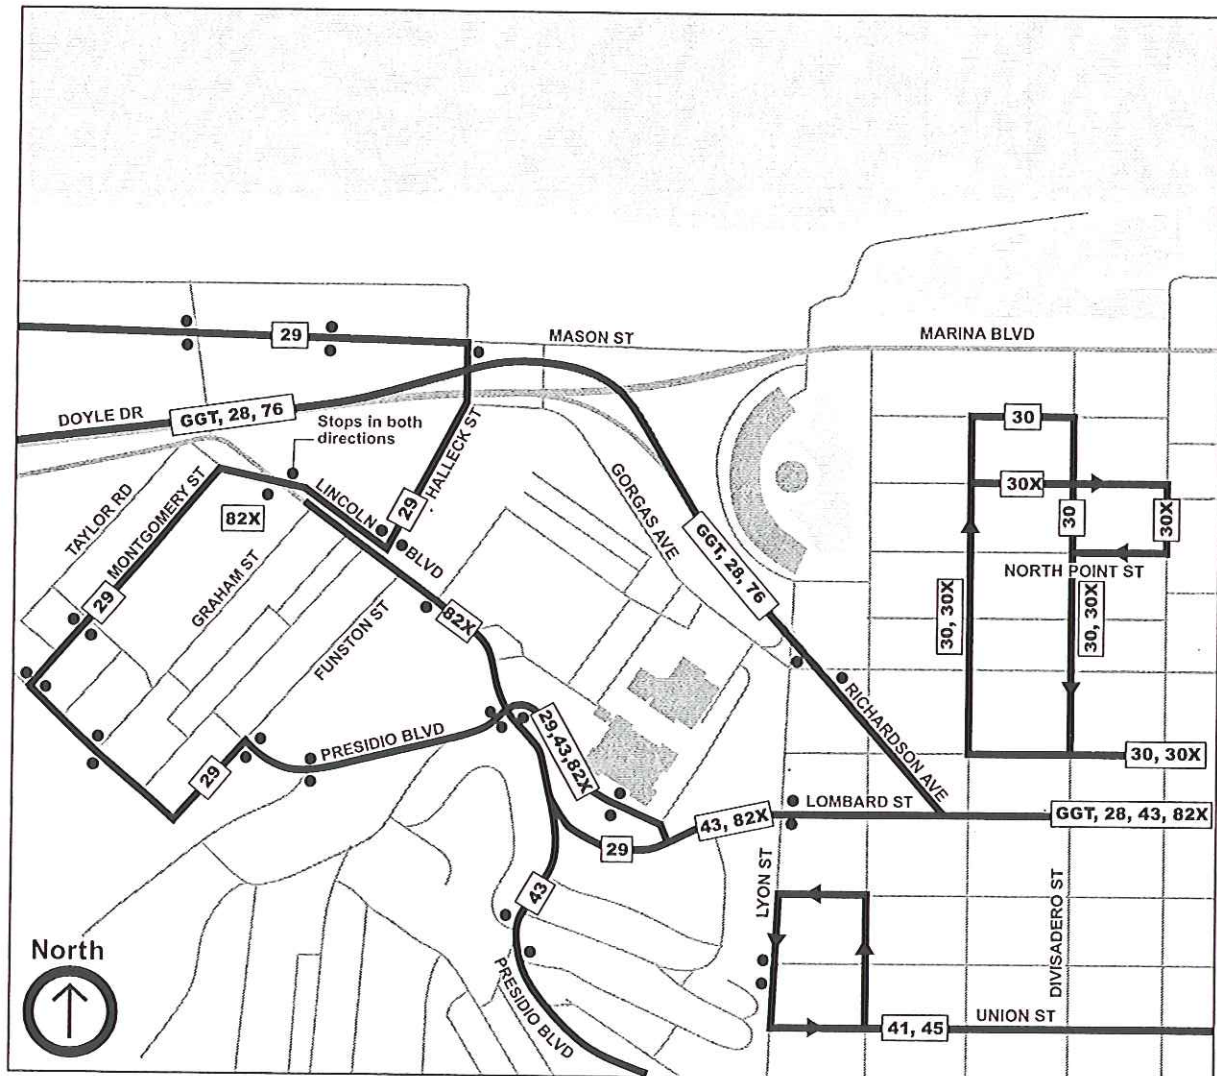 MASON ST
MARINA BLVD
29
DOYLE DR
GGT, 28, 76
Stops in both
directions
HALLECK ST
29
30
30X
30
30X
LINCOLN
BLVD
82X
TAYLOR RD
MONTGOMERY ST
GORGAS AVE
GGT, 28, 76
NORTH POINT ST
29
GRAHAM ST
FUNSTON ST
82X
30, 30X
30, 30X
PRESIDIO BLVD
29,43,82X
RICHARDSON AVE
30, 30X
29
LOMBARD ST
43, 82X
GGT, 28, 43, 82X
29
43
LYON ST
DIVISADERO ST
North
PRESIDIO BLVD
41, 45
UNION ST